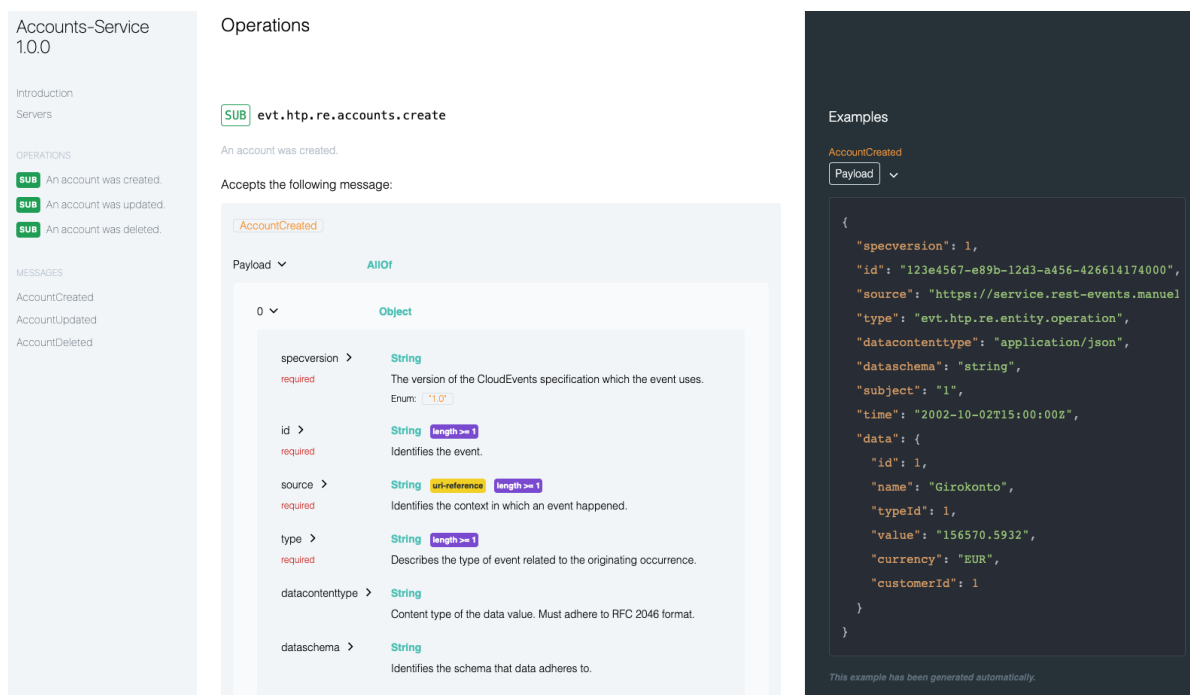 Accounts-Service
1.0.0
Introduction
Servers
OPERATIONS
SUB An account was created.
SUB An account was updated.
SUB An account was deleted.
MESSAGES
AccountCreated
AccountUpdated
AccountDeleted
Operations
SUB evt.htp.re.accounts.create
An account was created.
Accepts the following message:
AccountCreated
Payload AllOf
0 Object
specversion String
required The version of the CloudEvents specification which the event uses.
Enum: "1.0"
id String length >= 1
required Identifies the event.
source String uri-reference length >= 1
required Identifies the context in which an event happened.
type String length >= 1
required Describes the type of event related to the originating occurrence.
datacontenttype String
Content type of the data value. Must adhere to RFC 2046 format.
dataschema String
Identifies the schema that data adheres to.
Examples
AccountCreated
Payload
{
"specversion": 1,
"id": "123e4567-e89b-12d3-a456-426614174000",
"source": "https://service.rest-events.manuel
"type": "evt.htp.re.entity.operation",
"datacontenttype": "application/json",
"dataschema": "string",
"subject": "1",
"time": "2002-10-02T15:00:00Z",
"data": {
"id": 1,
"name": "Girokonto",
"typeId": 1,
"value": "156570.5932",
"currency": "EUR",
"customerId": 1
}
}
This example has been generated automatically.